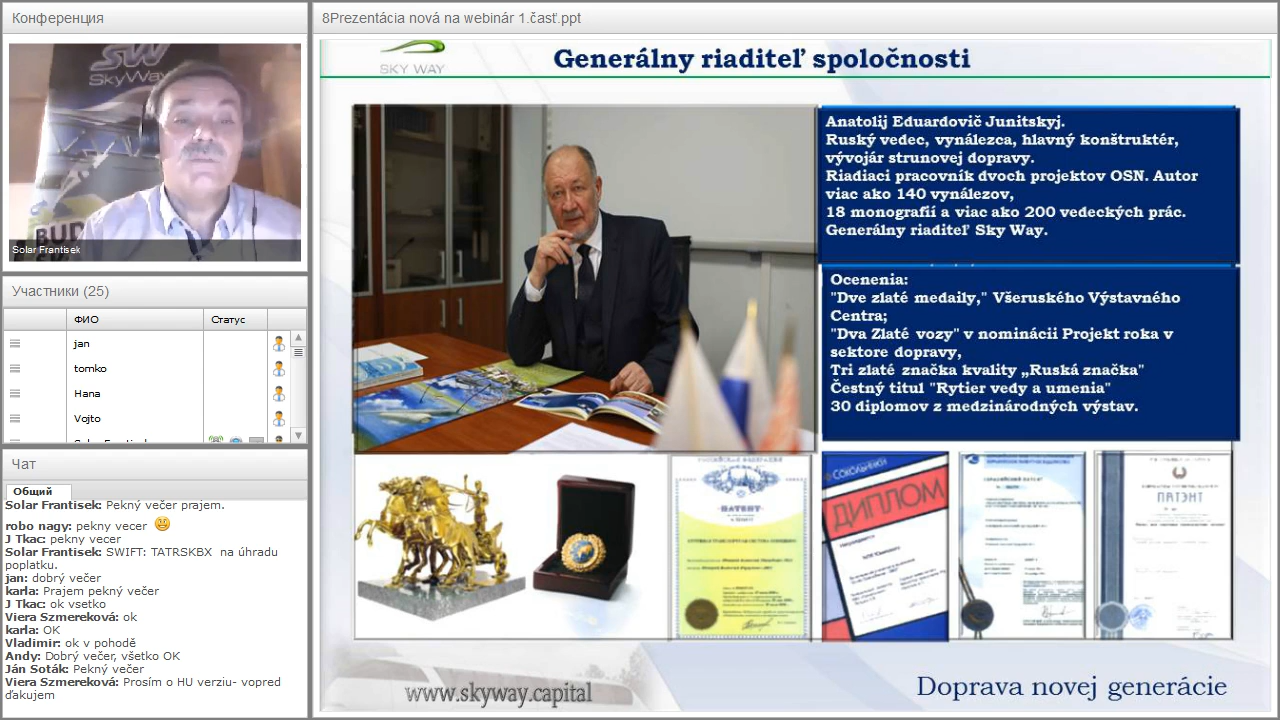 Конференция
SW
SkyWay
Solar Frantisek
Участники (25)
ФИО
Статус
jan
tomko
Hana
Vojto
Чат
Общий
Solar Frantisek: Pekný večer prajem.
robonagy: pekny vecer
J Tkac: pekny vecer
Solar Frantisek: SWIFT: TATRSKBX na úhradu
poplatku.
jan: dobrý večer
karla: prajem pekný večer
Viera Szmereková: ok
karla: OK
Vladimír: ok v pohodě
Andy: Dobrý večer, všetko OK
Ján Soták: Pekný večer
Viera Szmereková: Prosím o HU verziu- vopred
ďakujem
8Prezentácia nová na webinár 1.časť.ppt
SKY WAY
Generálny riaditeľ spoločnosti
Anatolij Eduardovič Junitskyj.
Ruský vedec, vynálezca, hlavný konštruktér,
vývojár strunovej dopravy.
Riadiaci pracovník dvoch projektov OSN. Autor
viac ako 140 vynálezov,
18 monografií a viac ako 200 vedeckých prác.
Generálny riaditeľ Sky Way.
Ocenenia:
"Dve zlaté medaily," Všeruského Výstavného
Centra;
"Dva Zlaté vozy" v nominácii Projekt roka v
sektore dopravy,
Tri zlaté značka kvality „Ruská značka"
Čestný titul "Rytier vedy a umenia"
30 diplomov z medzinárodných výstav.
ПАТЕНТ
СОКОЛЬНИКИ
ДИПЛОМ
ПАТЭНТ
www.skyway.capital
Doprava novej generácie